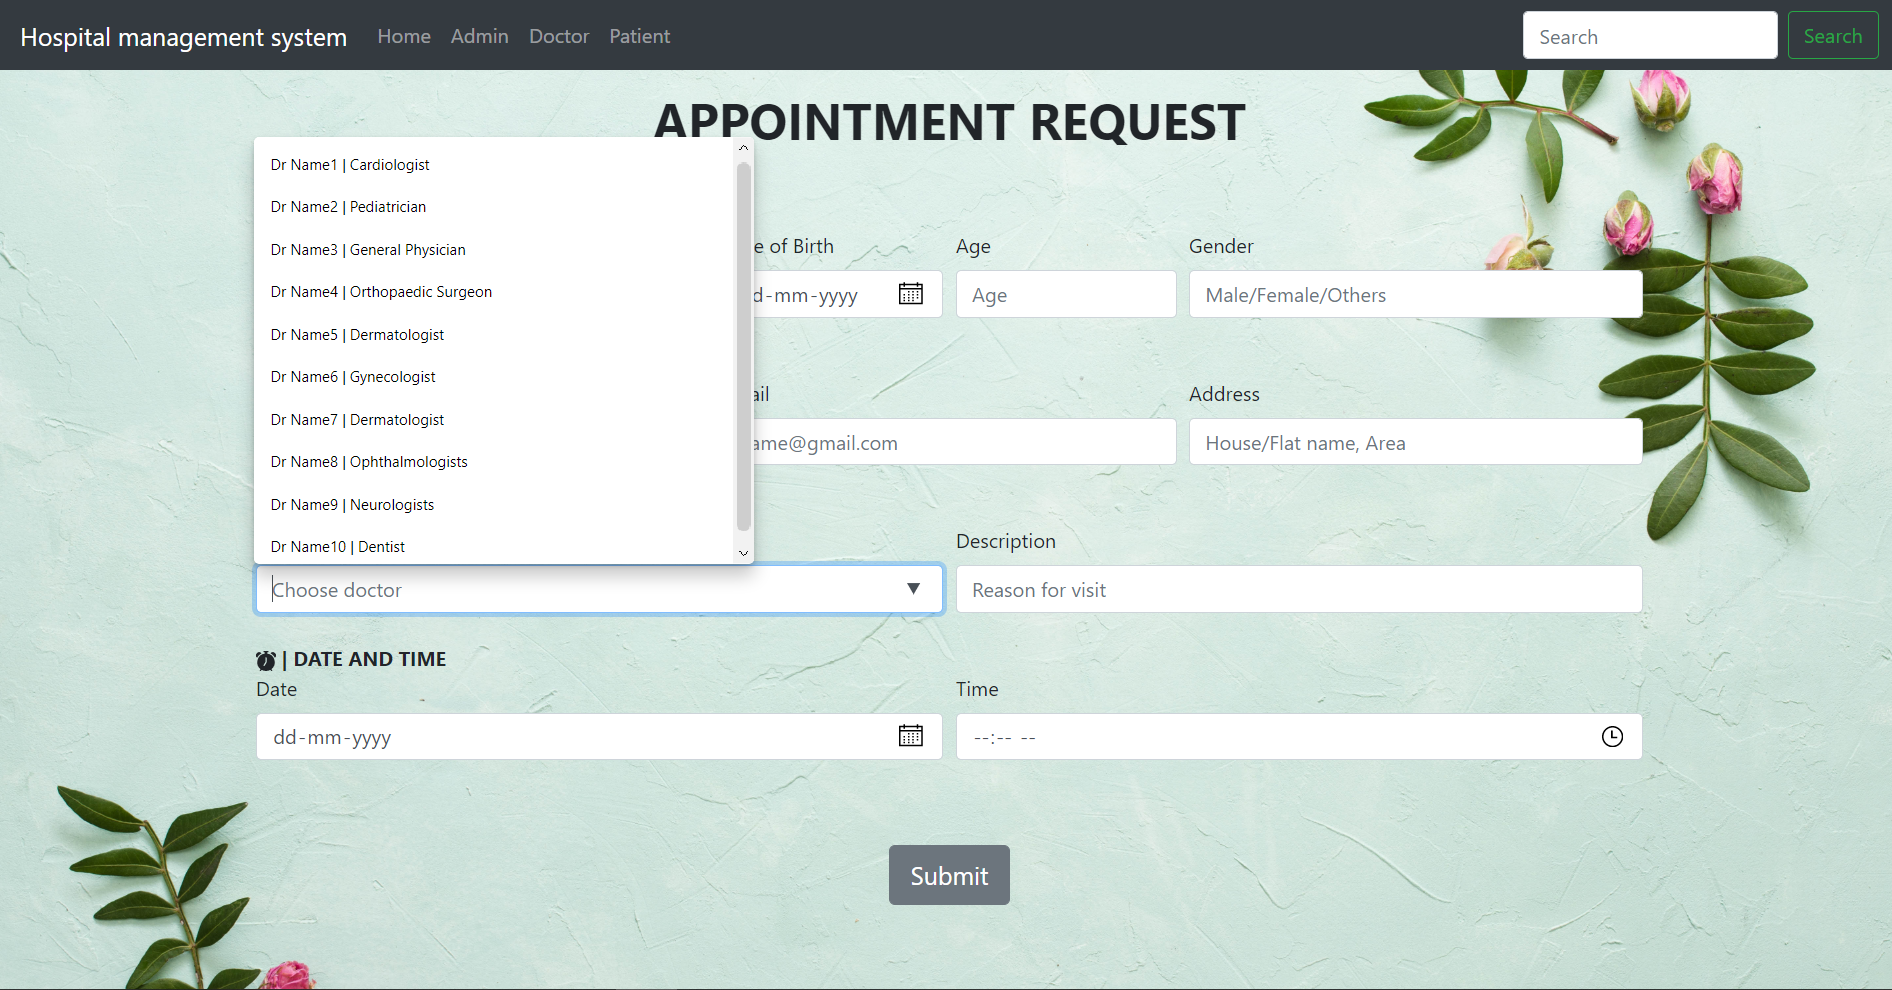 Hospital management system Home Admin Doctor Patient Search Search
APPOINTMENT REQUEST
Dr Name1 | Cardiologist
Dr Name2 | Pediatrician
Dr Name3 | General Physician
Dr Name4 | Orthopaedic Surgeon
Dr Name5 | Dermatologist
Dr Name6 | Gynecologist
Dr Name7 | Dermatologist
Dr Name8 | Ophthalmologists
Dr Name9 | Neurologists
Dr Name10 | Dentist
of Birth Age Gender
-mm-yyyy Age Male/Female/Others
Address
@gmail.com House/Flat name, Area
Description
Choose doctor Reason for visit
| DATE AND TIME
Date Time
dd-mm-yyyy --:-- --
Submit